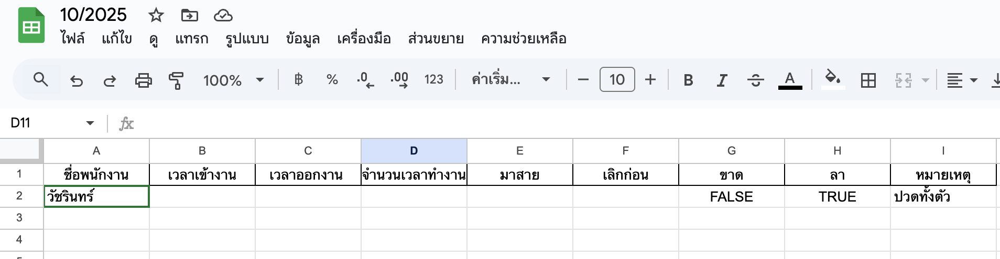 10/2025
ไฟล์ แก้ไข ดู แทรก รูปแบบ ข้อมูล เครื่องมือ ส่วนขยาย ความช่วยเหลือ
100% ฿ % .0 .00 123 ค่าเริ่ม... 10 B I S A
D11 fx
A B C D E F G H I
1 ชื่อพนักงาน เวลาเข้างาน เวลาออกงาน จำนวนเวลาทำงาน มาสาย เลิกก่อน ขาด ลา หมายเหตุ
2 วัชรินทร์ FALSE TRUE ปวดทั้งตัว
3
4